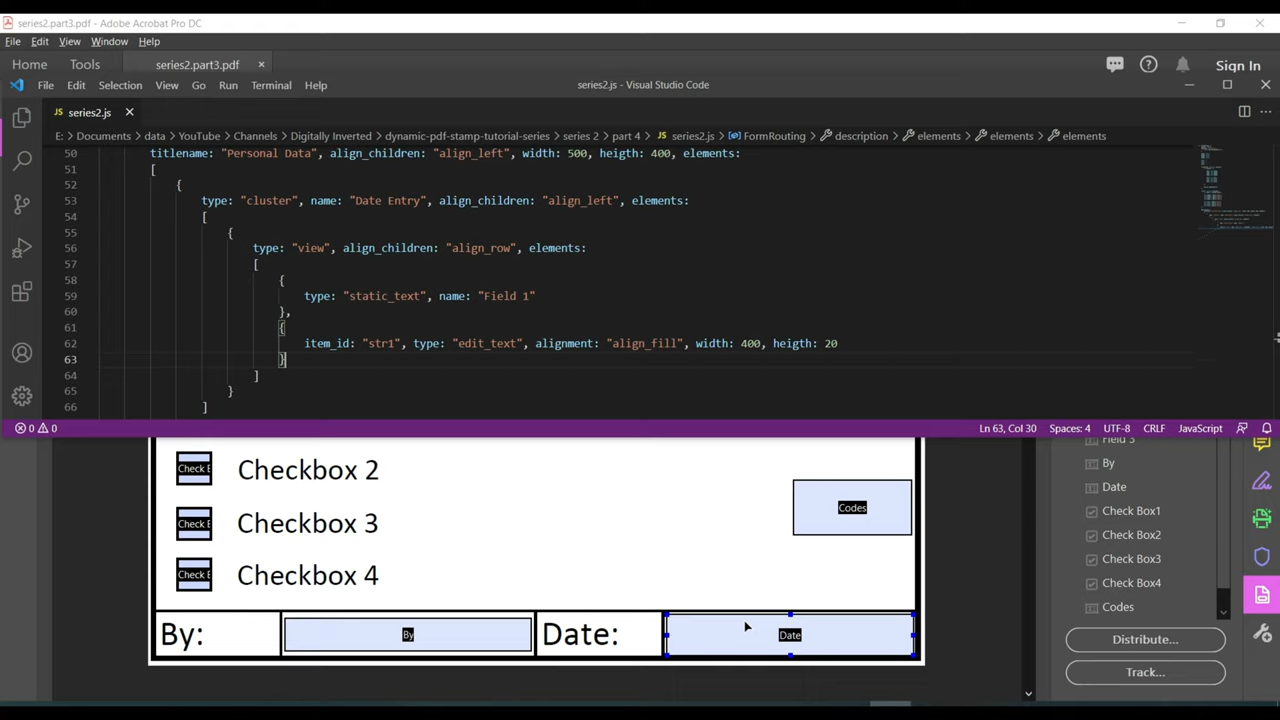 series2.part3.pdf - Adobe Acrobat Pro DC
File Edit View Window Help
Home Tools series2.part3.pdf × Sign In
File Edit Selection View Go Run Terminal Help series2.js - Visual Studio Code
JS series2.js ×
E: > Documents > data > YouTube > Channels > Digitally Inverted > dynamic-pdf-stamp-tutorial-series > series 2 > part 4 > JS series2.js > FormRouting > description > elements > elements > elements
50 titlename: "Personal Data", align_children: "align_left", width: 500, heigth: 400, elements:
51 [
52 {
53 type: "cluster", name: "Date Entry", align_children: "align_left", elements:
54 [
55 {
56 type: "view", align_children: "align_row", elements:
57 [
58 {
59 type: "static_text", name: "Field 1"
60 },
61 {
62 item_id: "str1", type: "edit_text", alignment: "align_fill", width: 400, heigth: 20
63 }
64 ]
65 }
66 ]
0 0 Ln 63, Col 30 Spaces: 4 UTF-8 CRLF JavaScript
Field 3
By
Date
Check Box1
Check Box2
Check Box3
Check Box4
Codes
Distribute...
Track...
Check B Checkbox 2
Codes
Check B Checkbox 3
Check B Checkbox 4
By: By Date: Date